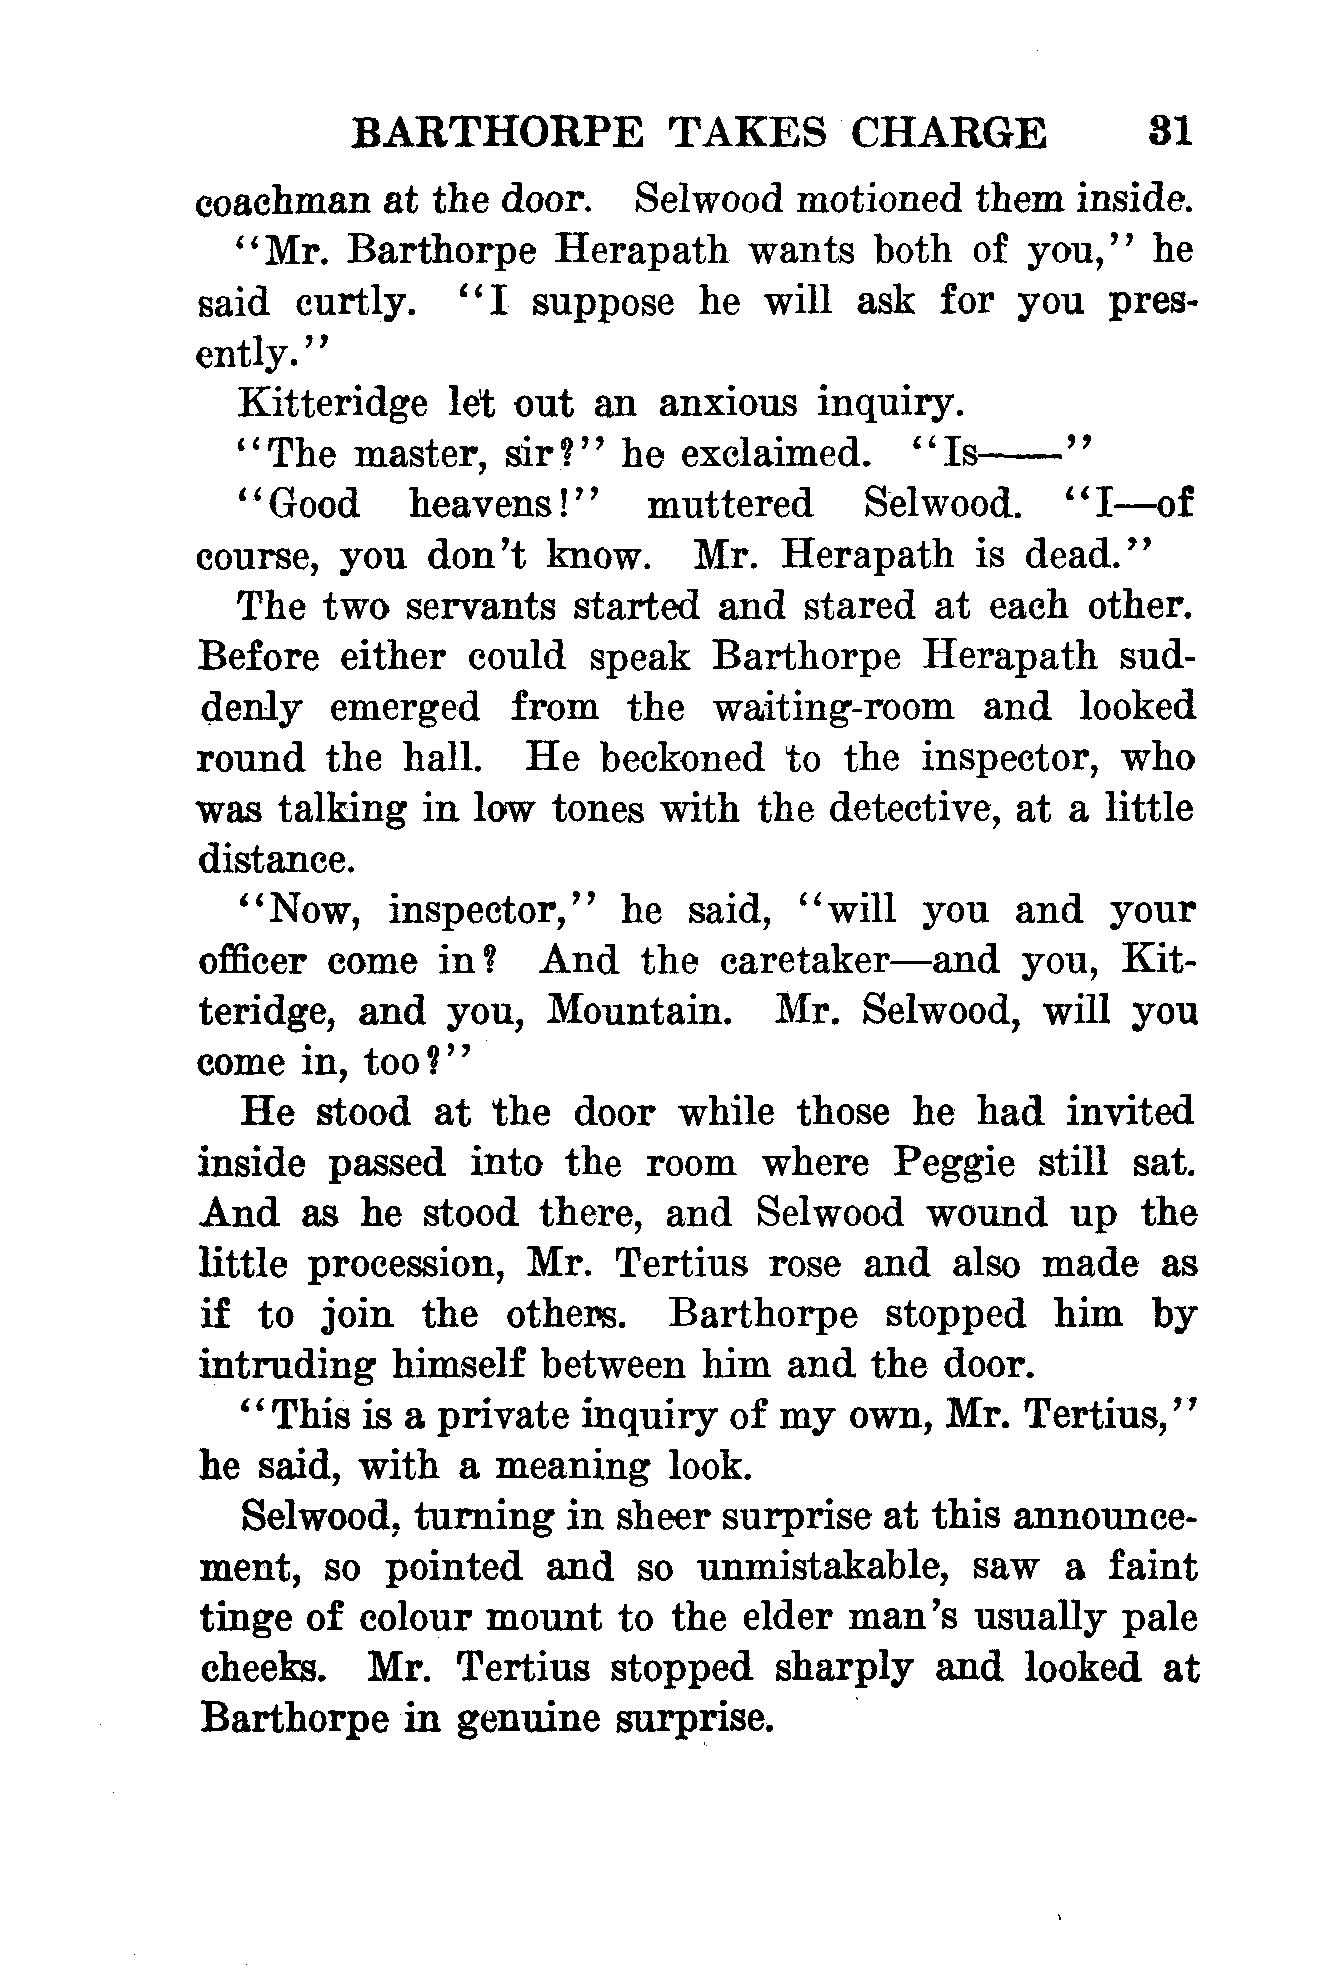 BARTHORPE TAKES CHARGE 31
coachman at the door. Selwood motioned them inside.
"Mr. Barthorpe Herapath wants both of you," he
said curtly. "I suppose he will ask for you pres-
ently."
Kitteridge let out an anxious inquiry.
"The master, sir?" he exclaimed. "Is——"
"Good heavens!" muttered Selwood. "I—of
course, you don't know. Mr. Herapath is dead."
The two servants started and stared at each other.
Before either could speak Barthorpe Herapath sud-
denly emerged from the waiting-room and looked
round the hall. He beckoned to the inspector, who
was talking in low tones with the detective, at a little
distance.
"Now, inspector," he said, "will you and your
officer come in? And the caretaker—and you, Kit-
teridge, and you, Mountain. Mr. Selwood, will you
come in, too?"
He stood at the door while those he had invited
inside passed into the room where Peggie still sat.
And as he stood there, and Selwood wound up the
little procession, Mr. Tertius rose and also made as
if to join the others. Barthorpe stopped him by
intruding himself between him and the door.
"This is a private inquiry of my own, Mr. Tertius,"
he said, with a meaning look.
Selwood, turning in sheer surprise at this announce-
ment, so pointed and so unmistakable, saw a faint
tinge of colour mount to the elder man's usually pale
cheeks. Mr. Tertius stopped sharply and looked at
Barthorpe in genuine surprise.